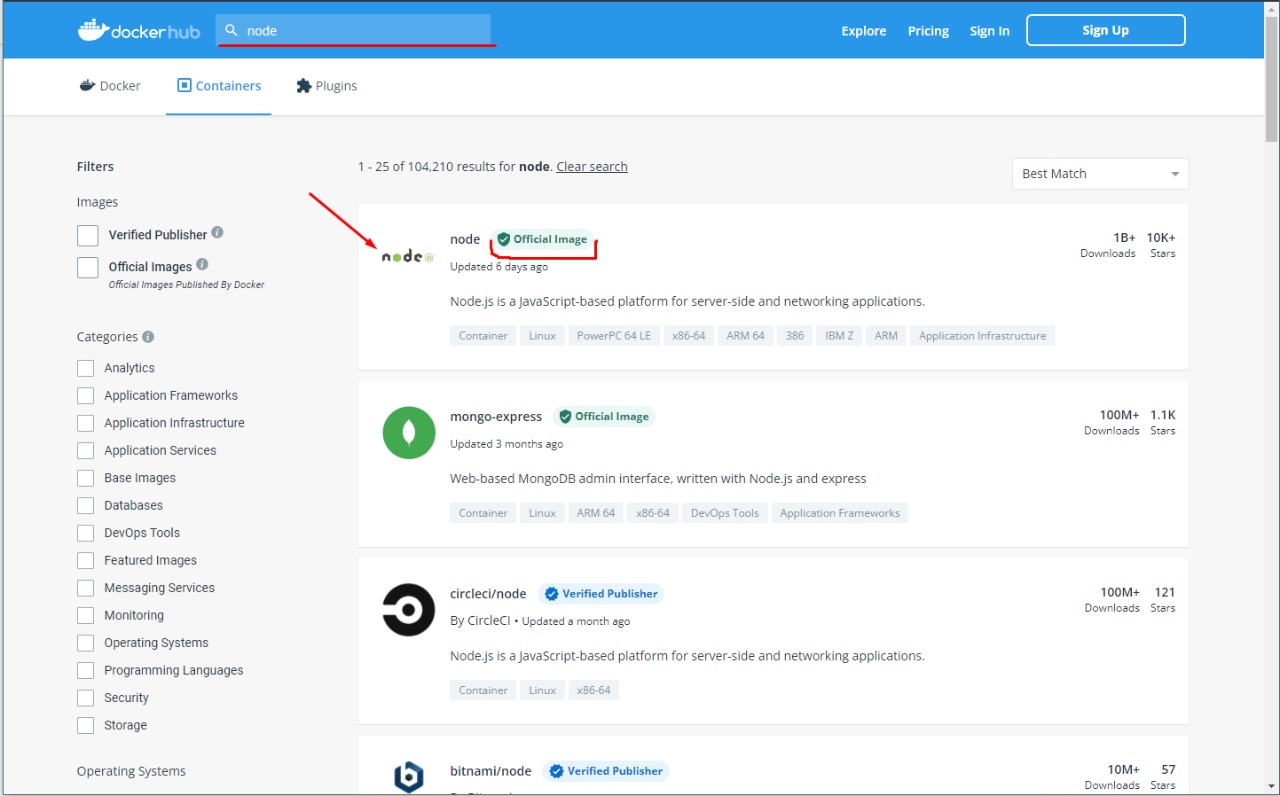 dockerhub
node
Explore
Pricing
Sign In
Sign Up
Docker
Containers
Plugins
Filters
Images
Verified Publisher
Official Images
Official Images Published By Docker
Categories
Analytics
Application Frameworks
Application Infrastructure
Application Services
Base Images
Databases
DevOps Tools
Featured Images
Messaging Services
Monitoring
Operating Systems
Programming Languages
Security
Storage
Operating Systems
1 - 25 of 104,210 results for node. Clear search
Best Match
node
node Official Image
Updated 6 days ago
1B+ 10K+
Downloads Stars
Node.js is a JavaScript-based platform for server-side and networking applications.
Container Linux PowerPC 64 LE x86-64 ARM 64 386 IBM Z ARM Application Infrastructure
mongo-express Official Image
Updated 3 months ago
100M+ 1.1K
Downloads Stars
Web-based MongoDB admin interface, written with Node.js and express
Container Linux ARM 64 x86-64 DevOps Tools Application Frameworks
circleci/node Verified Publisher
By CircleCI • Updated a month ago
100M+ 121
Downloads Stars
Node.js is a JavaScript-based platform for server-side and networking applications.
Container Linux x86-64
bitnami/node Verified Publisher
10M+ 57
Downloads Stars